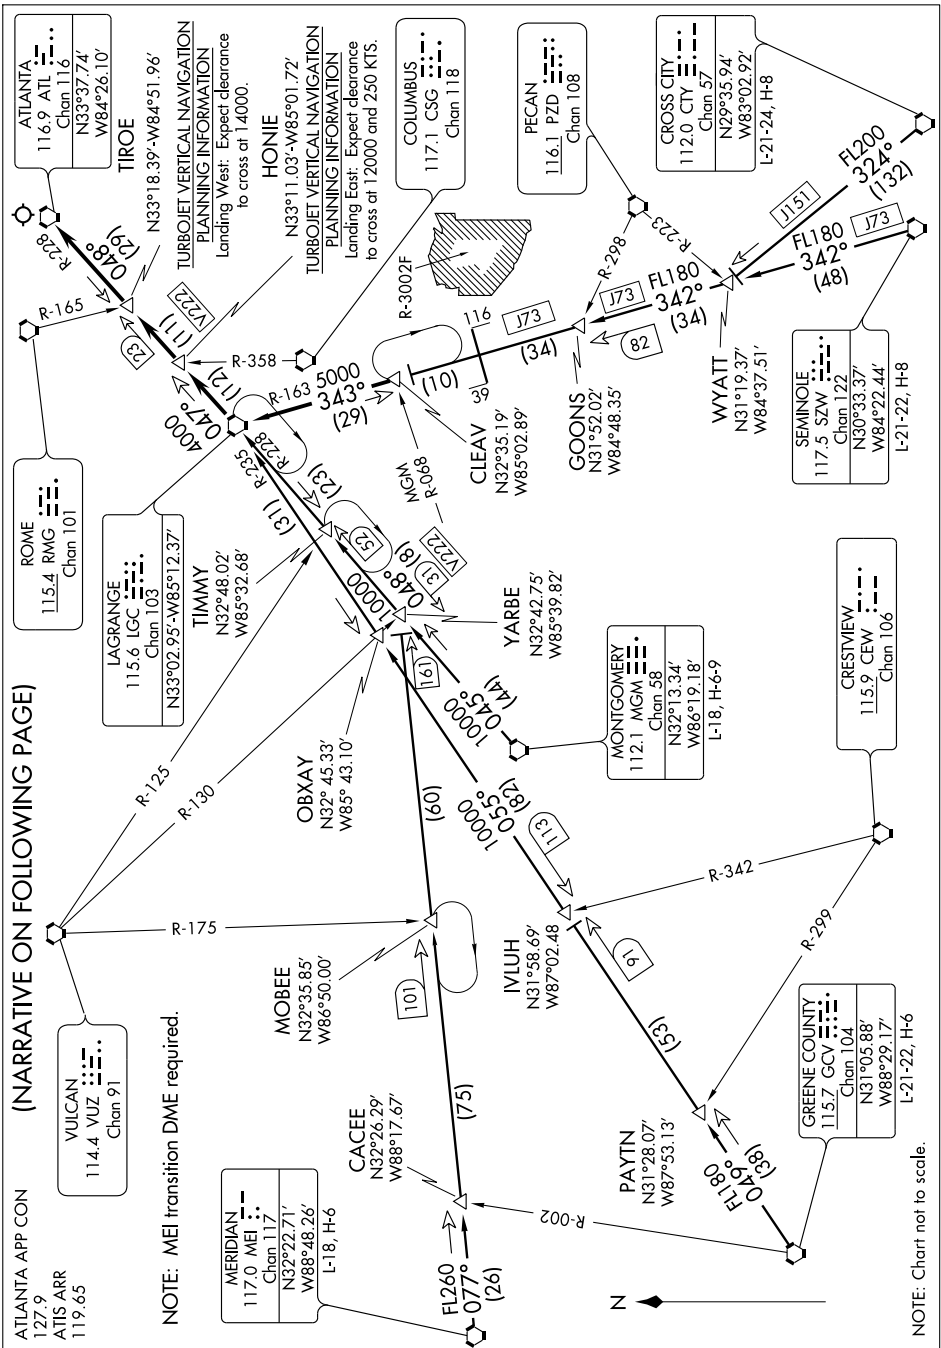 (NARRATIVE ON FOLLOWING PAGE)
ATLANTA APP CON
127.9
ATIS ARR
119.65
NOTE: MEI transition DME required.
VULCAN
114.4 VUZ
Chan 91
ROME
115.4 RMG
Chan 101
ATLANTA
116.9 ATL
Chan 116
N33°37.74'
W84°26.10'
TIROE
N33°18.39'-W84°51.96'
TURBOJET VERTICAL NAVIGATION
PLANNING INFORMATION
Landing West: Expect clearance
to cross at 14000.
HONIE
N33°11.03'-W85°01.72'
TURBOJET VERTICAL NAVIGATION
PLANNING INFORMATION
Landing East: Expect clearance
to cross at 12000 and 250 KTS.
R-228
048°
(29)
R-165
23
(11)
V222
(12)
4000
047°
R-358
LAGRANGE
115.6 LGC
Chan 103
N33°02.95'-W85°12.37'
COLUMBUS
117.1 CSG
Chan 118
R-163
5000
343°
(29)
R-235
R-228
(31)
(23)
TIMMY
N32°48.02'
W85°32.68'
52
10000
048°
(8)
31
V222
MGM
R-068
R-3002F
CLEAV
N32°35.19'
W85°02.89'
(10)
116
39
J73
(34)
PECAN
116.1 PZD
Chan 108
R-298
R-223
GOONS
N31°52.02'
W84°48.35'
FL180
342°
(34)
J73
82
WYATT
N31°19.37'
W84°37.51'
CROSS CITY
112.0 CTY
Chan 57
N29°35.94'
W83°02.92'
L-21-24, H-8
J151
FL200
324°
(132)
J73
FL180
342°
(48)
SEMINOLE
117.5 SZW
Chan 122
N30°33.37'
W84°22.44'
L-21-22, H-8
R-125
R-130
R-175
OBXAY
N32° 45.33'
W85° 43.10'
YARBE
N32°42.75'
W85°39.82'
161
(60)
10000
045°
(44)
MONTGOMERY
112.1 MGM
Chan 58
N32°13.34'
W86°19.18'
L-18, H-6-9
10000
055°
(82)
113
MOBEE
N32°35.85'
W86°50.00'
101
(75)
IVLUH
N31°58.69'
W87°02.48
91
(53)
R-342
R-299
CRESTVIEW
115.9 CEW
Chan 106
CACEE
N32°26.29'
W88°17.67'
MERIDIAN
117.0 MEI
Chan 117
N32°22.71'
W88°48.26'
L-18, H-6
FL260
077°
(26)
R-002
PAYTN
N31°28.07'
W87°53.13'
FL180
049°
(38)
GREENE COUNTY
115.7 GCV
Chan 104
N31°05.88'
W88°29.17'
L-21-22, H-6
N
NOTE: Chart not to scale.